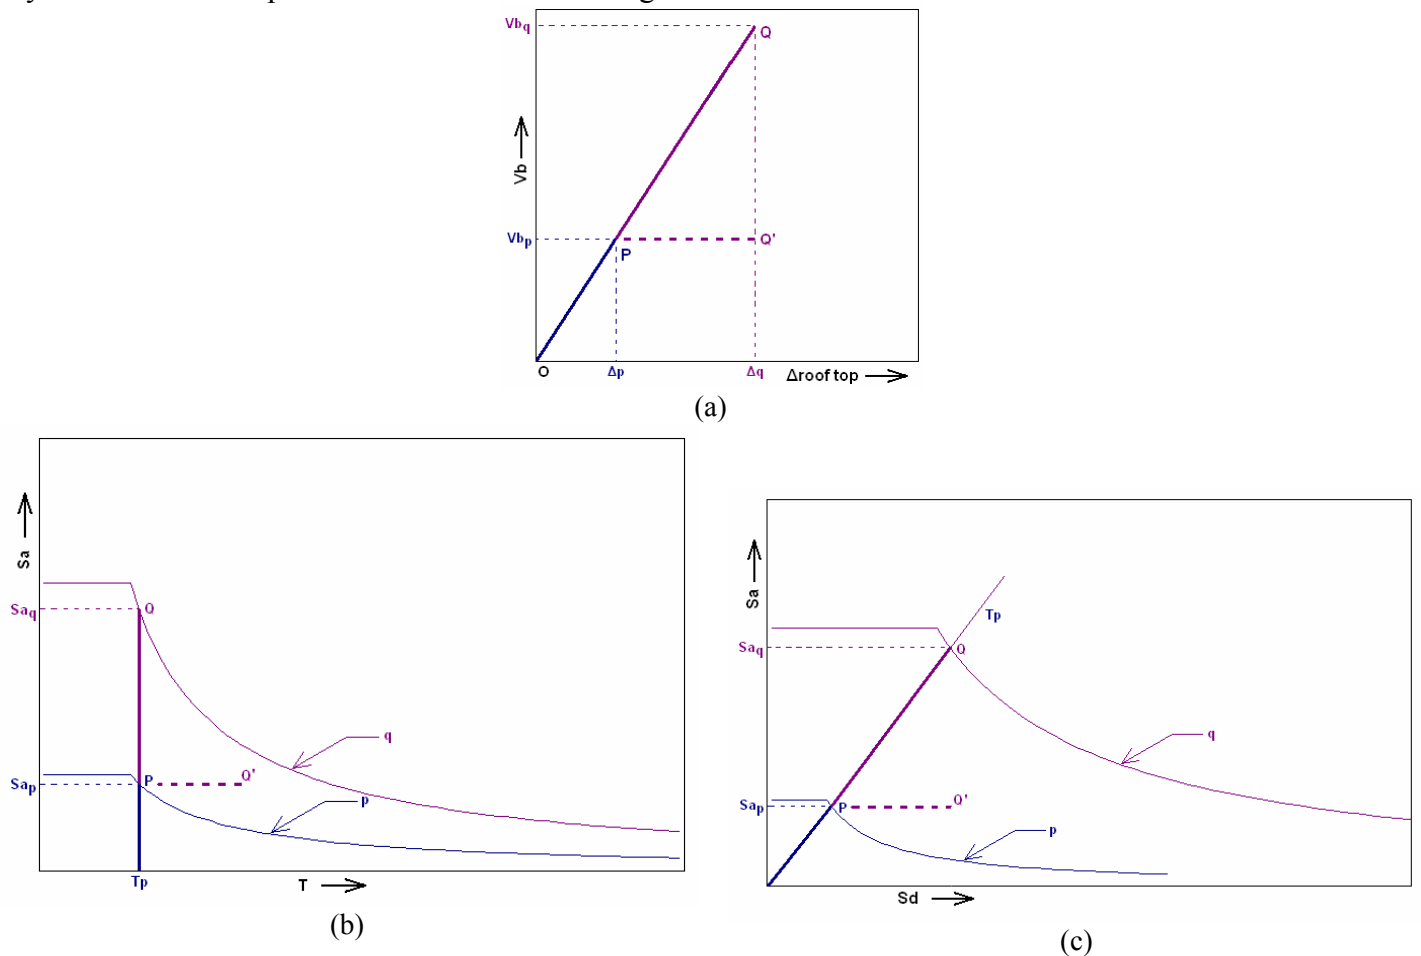 Vbq
Q
Vb
Vbp
Q'
P
O
Δp
Δq
Δroof top
(a)
Sa
Saq
Q
q
Sap
P
Q'
p
Tp
T
(b)
Sa
Tp
Saq
Q
q
Sap
P
Q'
p
Sd
(c)